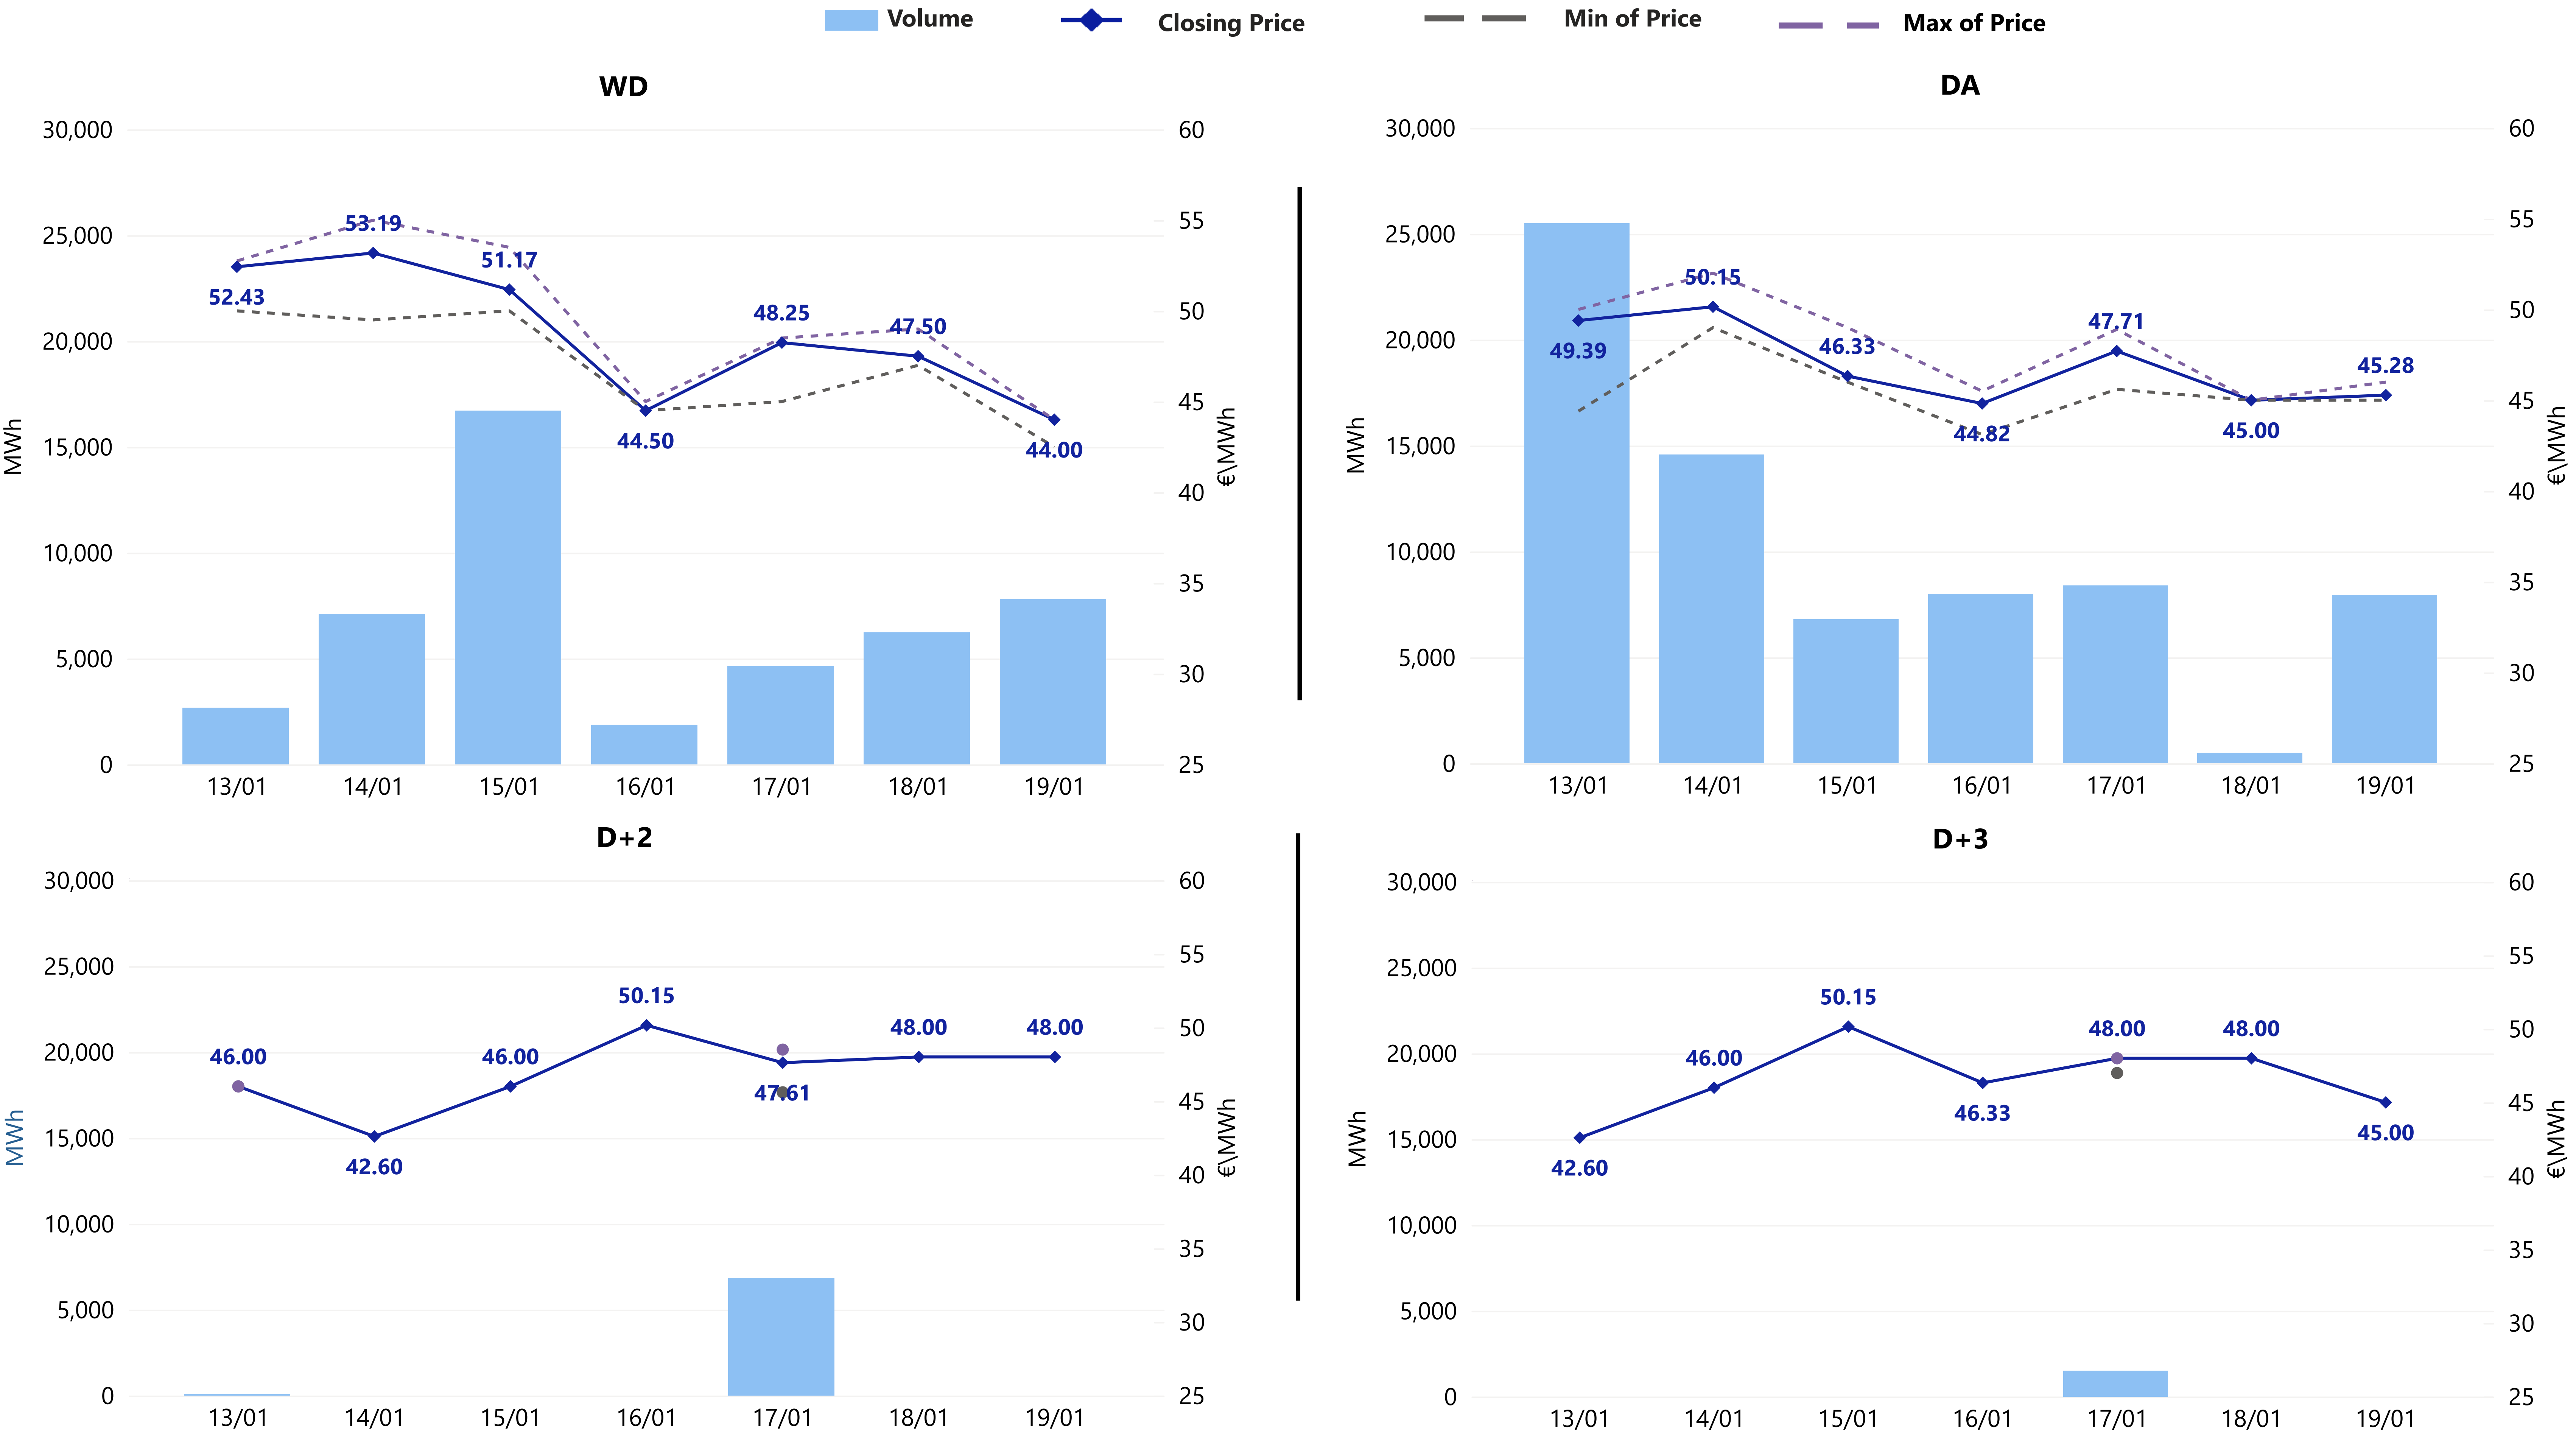 Volume Closing Price Min of Price Max of Price
WD
30,000
25,000
20,000
15,000
10,000
5,000
0
MWh
60
55
50
45
40
35
30
25
€\MWh
52.43 53.19 51.17 44.50 48.25 47.50 44.00
13/01 14/01 15/01 16/01 17/01 18/01 19/01
DA
30,000
25,000
20,000
15,000
10,000
5,000
0
MWh
60
55
50
45
40
35
30
25
€\MWh
49.39 50.15 46.33 44.82 47.71 45.00 45.28
13/01 14/01 15/01 16/01 17/01 18/01 19/01
D+2
30,000
25,000
20,000
15,000
10,000
5,000
0
MWh
60
55
50
45
40
35
30
25
€\MWh
46.00 42.60 46.00 50.15 47.61 48.00 48.00
13/01 14/01 15/01 16/01 17/01 18/01 19/01
D+3
30,000
25,000
20,000
15,000
10,000
5,000
0
MWh
60
55
50
45
40
35
30
25
€\MWh
42.60 46.00 50.15 46.33 48.00 48.00 45.00
13/01 14/01 15/01 16/01 17/01 18/01 19/01